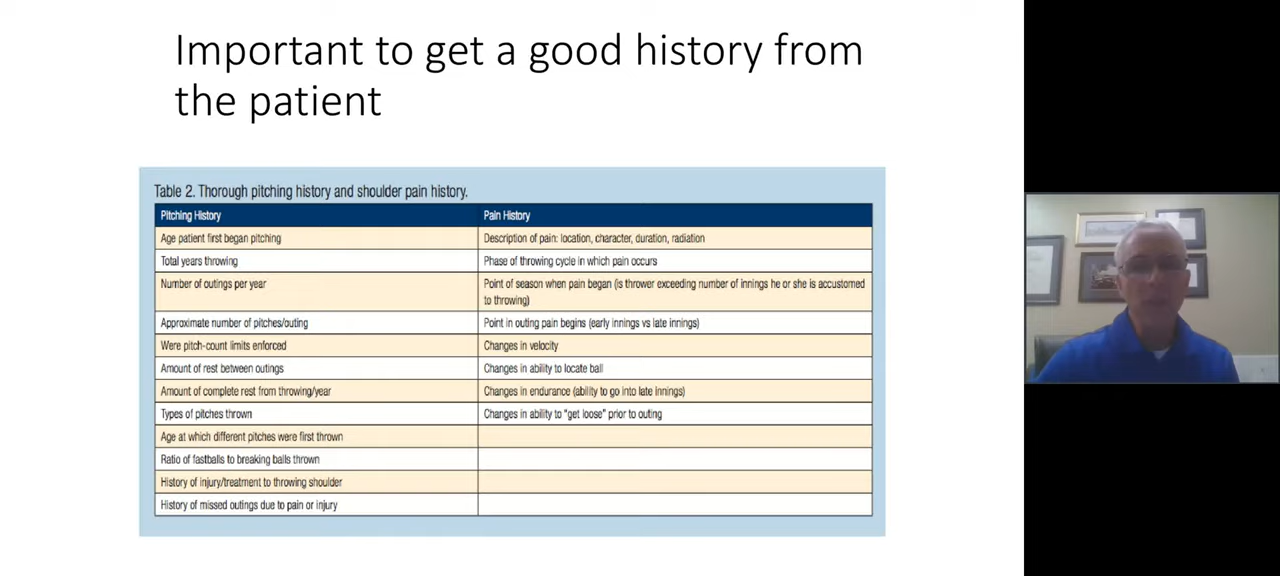 Important to get a good history from
the patient
Table 2. Thorough pitching history and shoulder pain history.
Pitching History
Pain History
Age patient first began pitching
Description of pain: location, character, duration, radiation
Total years throwing
Phase of throwing cycle in which pain occurs
Number of outings per year
Point of season when pain began (is thrower exceeding number of innings he or she is accustomed
to throwing)
Approximate number of pitches/outing
Point in outing pain begins (early innings vs late innings)
Were pitch-count limits enforced
Changes in velocity
Amount of rest between outings
Changes in ability to locate ball
Amount of complete rest from throwing/year
Changes in endurance (ability to go into late innings)
Types of pitches thrown
Changes in ability to "get loose" prior to outing
Age at which different pitches were first thrown
Ratio of fastballs to breaking balls thrown
History of injury/treatment to throwing shoulder
History of missed outings due to pain or injury